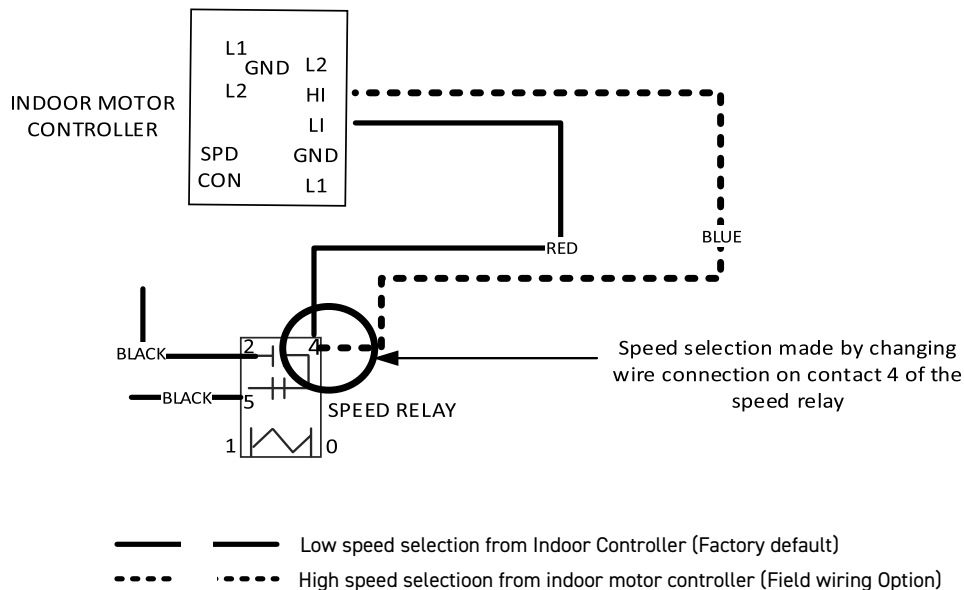 L1
GND
L2
L2
HI
INDOOR MOTOR
CONTROLLER
LI
SPD
CON
GND
L1
BLUE
RED
BLACK
2
4
BLACK
5
SPEED RELAY
1
0
Speed selection made by changing
wire connection on contact 4 of the
speed relay
Low speed selection from Indoor Controller (Factory default)
High speed selectioon from indoor motor controller (Field wiring Option)